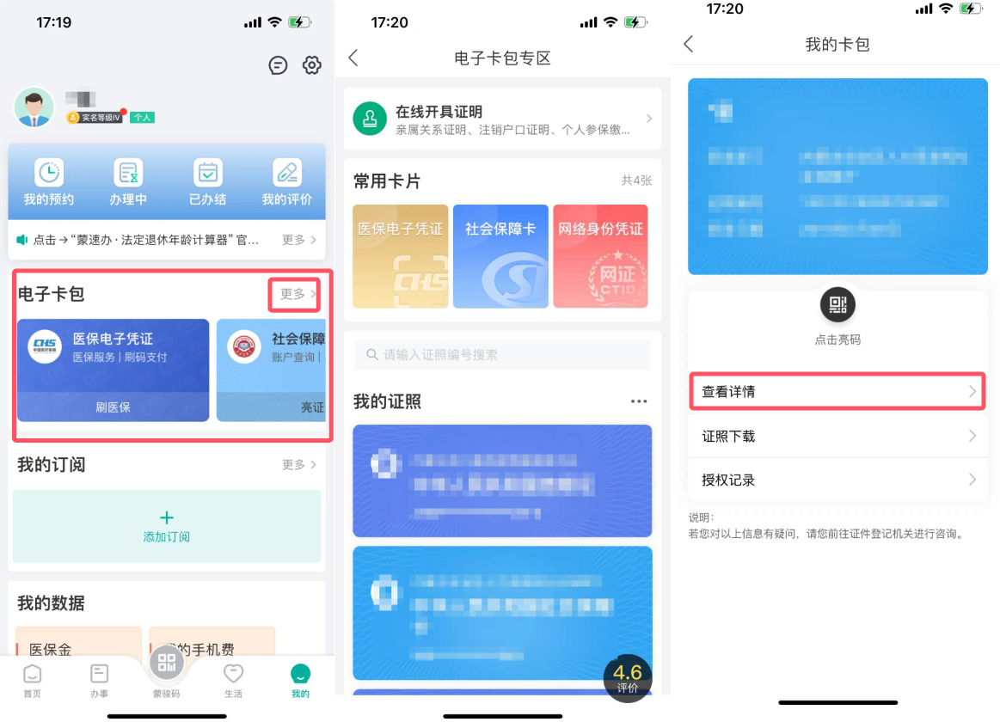 17:19
实名等级IV
个人
我的预约
办理中
已办结
我的评价
点击→“蒙速办·法定退休年龄计算器”官...
更多
电子卡包
更多
CHS
中国医疗保障
医保电子凭证
医保服务 | 刷码支付
刷医保
社会保障
账户查询 |
亮证
我的订阅
更多
添加订阅
我的数据
医保金
我的手机费
首页
办事
蒙骏码
生活
我的
17:20
电子卡包专区
在线开具证明
亲属关系证明、注销户口证明、个人参保缴...
常用卡片
共4张
医保电子凭证
CHS
社会保障卡
网络身份凭证
网证
CTID
请输入证照编号搜索
我的证照
4.6
评价
17:20
我的卡包
点击亮码
查看详情
证照下载
授权记录
说明:
若您对以上信息有疑问，请您前往证件登记机关进行咨询。